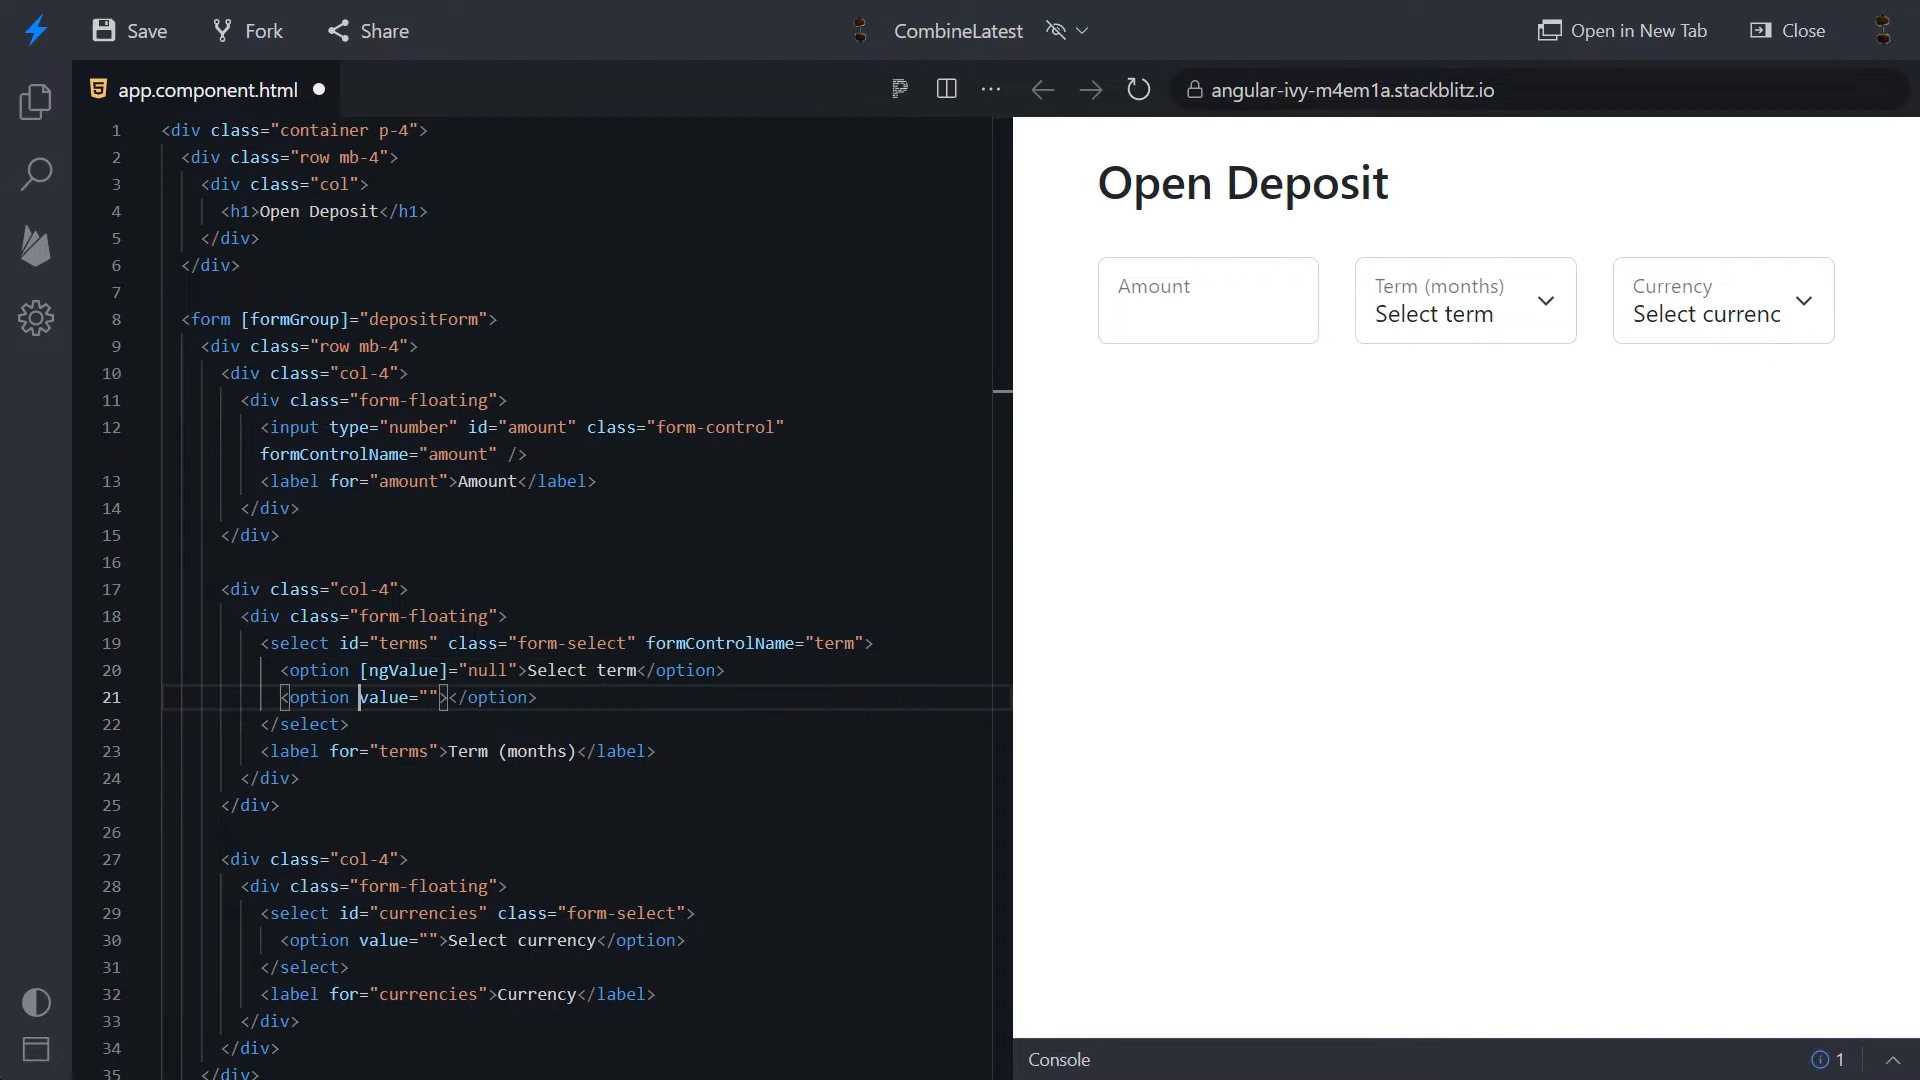 Save
Fork
Share
CombineLatest
Open in New Tab
Close
app.component.html
angular-ivy-m4em1a.stackblitz.io
1 <div class="container p-4">
2 <div class="row mb-4">
3 <div class="col">
4 <h1>Open Deposit</h1>
5 </div>
6 </div>
7
8 <form [formGroup]="depositForm">
9 <div class="row mb-4">
10 <div class="col-4">
11 <div class="form-floating">
12 <input type="number" id="amount" class="form-control"
formControlName="amount" />
13 <label for="amount">Amount</label>
14 </div>
15 </div>
16
17 <div class="col-4">
18 <div class="form-floating">
19 <select id="terms" class="form-select" formControlName="term">
20 <option [ngValue]="null">Select term</option>
21 <option value=""></option>
22 </select>
23 <label for="terms">Term (months)</label>
24 </div>
25 </div>
26
27 <div class="col-4">
28 <div class="form-floating">
29 <select id="currencies" class="form-select">
30 <option value="">Select currency</option>
31 </select>
32 <label for="currencies">Currency</label>
33 </div>
34 </div>
35 </div>
Open Deposit
Amount
Term (months)
Select term
Currency
Select currenc
Console
1